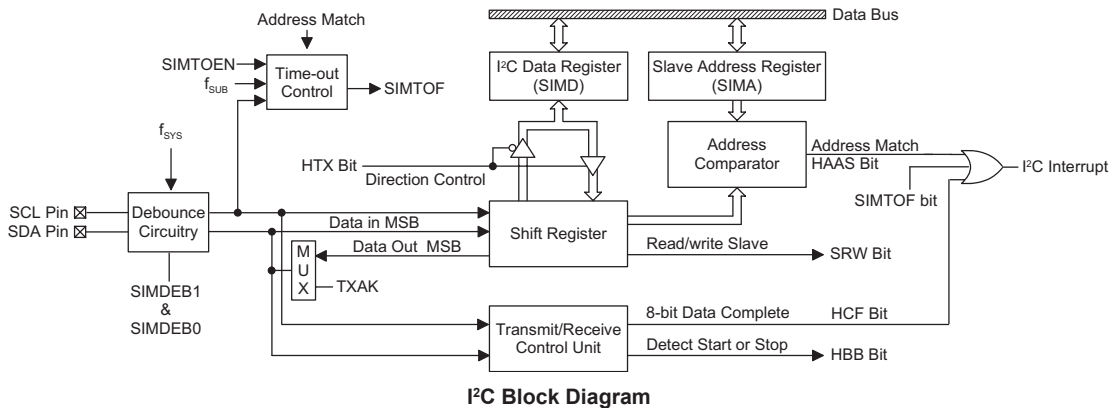 Data Bus
Address Match
SIMTOEN
fSUB
Time-out
Control
SIMTOF
I²C Data Register
(SIMD)
Slave Address Register
(SIMA)
fSYS
HTX Bit
Direction Control
Address
Comparator
Address Match
HAAS Bit
I²C Interrupt
SIMTOF bit
SCL Pin
SDA Pin
Debounce
Circuitry
Data in MSB
Shift Register
Data Out MSB
Read/write Slave
SRW Bit
M
U
X
TXAK
SIMDEB1
&
SIMDEB0
Transmit/Receive
Control Unit
8-bit Data Complete
HCF Bit
Detect Start or Stop
HBB Bit
I²C Block Diagram